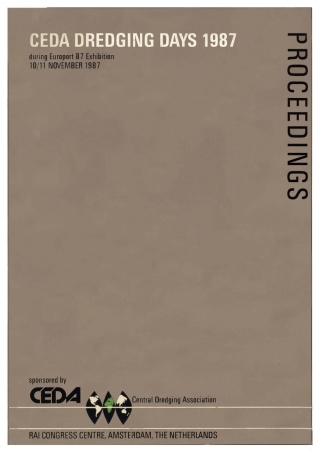 CEDA DREDGING DAYS 1987
during Europort 87 Exhibition
10/11 NOVEMBER 1987
PROCEEDINGS
sponsored by
CEDA
Central Dredging Association
RAI CONGRESS CENTRE, AMSTERDAM, THE NETHERLANDS